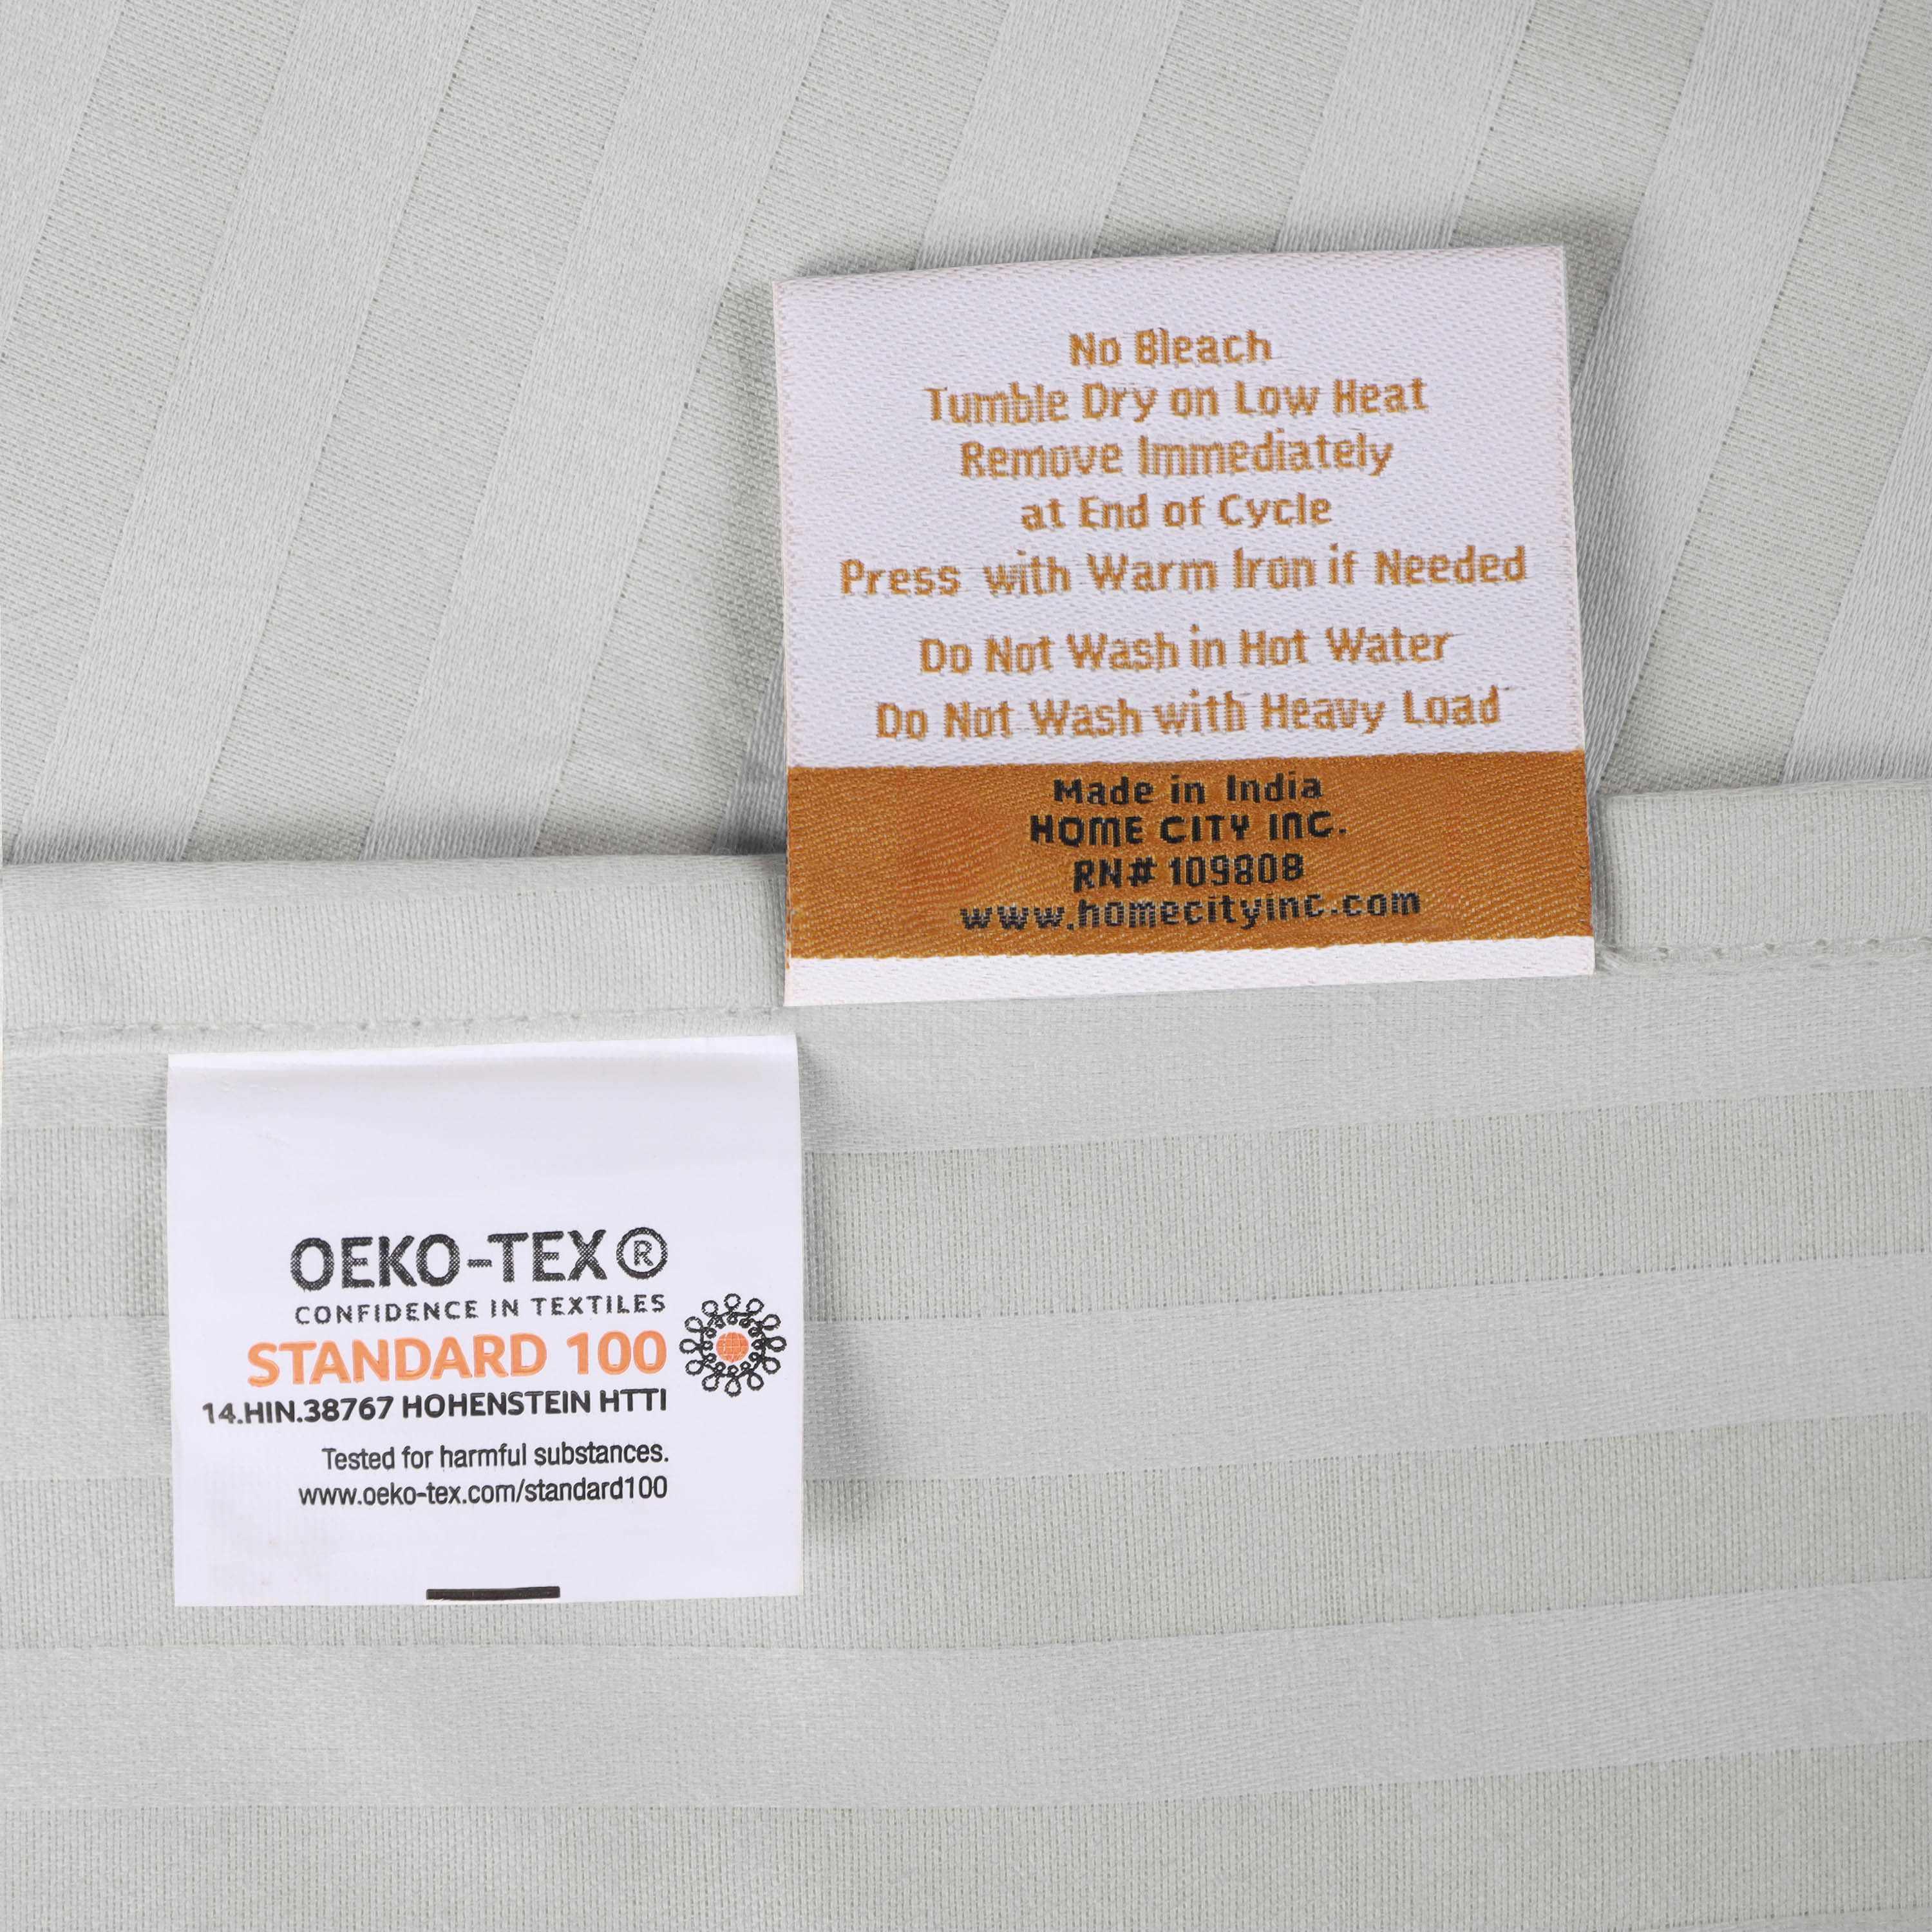 No Bleach
Tumble Dry on Low Heat
Remove Immediately
at End of Cycle
Press with Warm Iron if Needed
Do Not Wash in Hot Water
Do Not Wash with Heavy Load
Made in India
HOME CITY INC.
RN# 109808
www.homecityinc.com
OEKO-TEX®
CONFIDENCE IN TEXTILES
STANDARD 100
14.HIN.38767 HOHENSTEIN HTTI
Tested for harmful substances.
www.oeko-tex.com/standard100